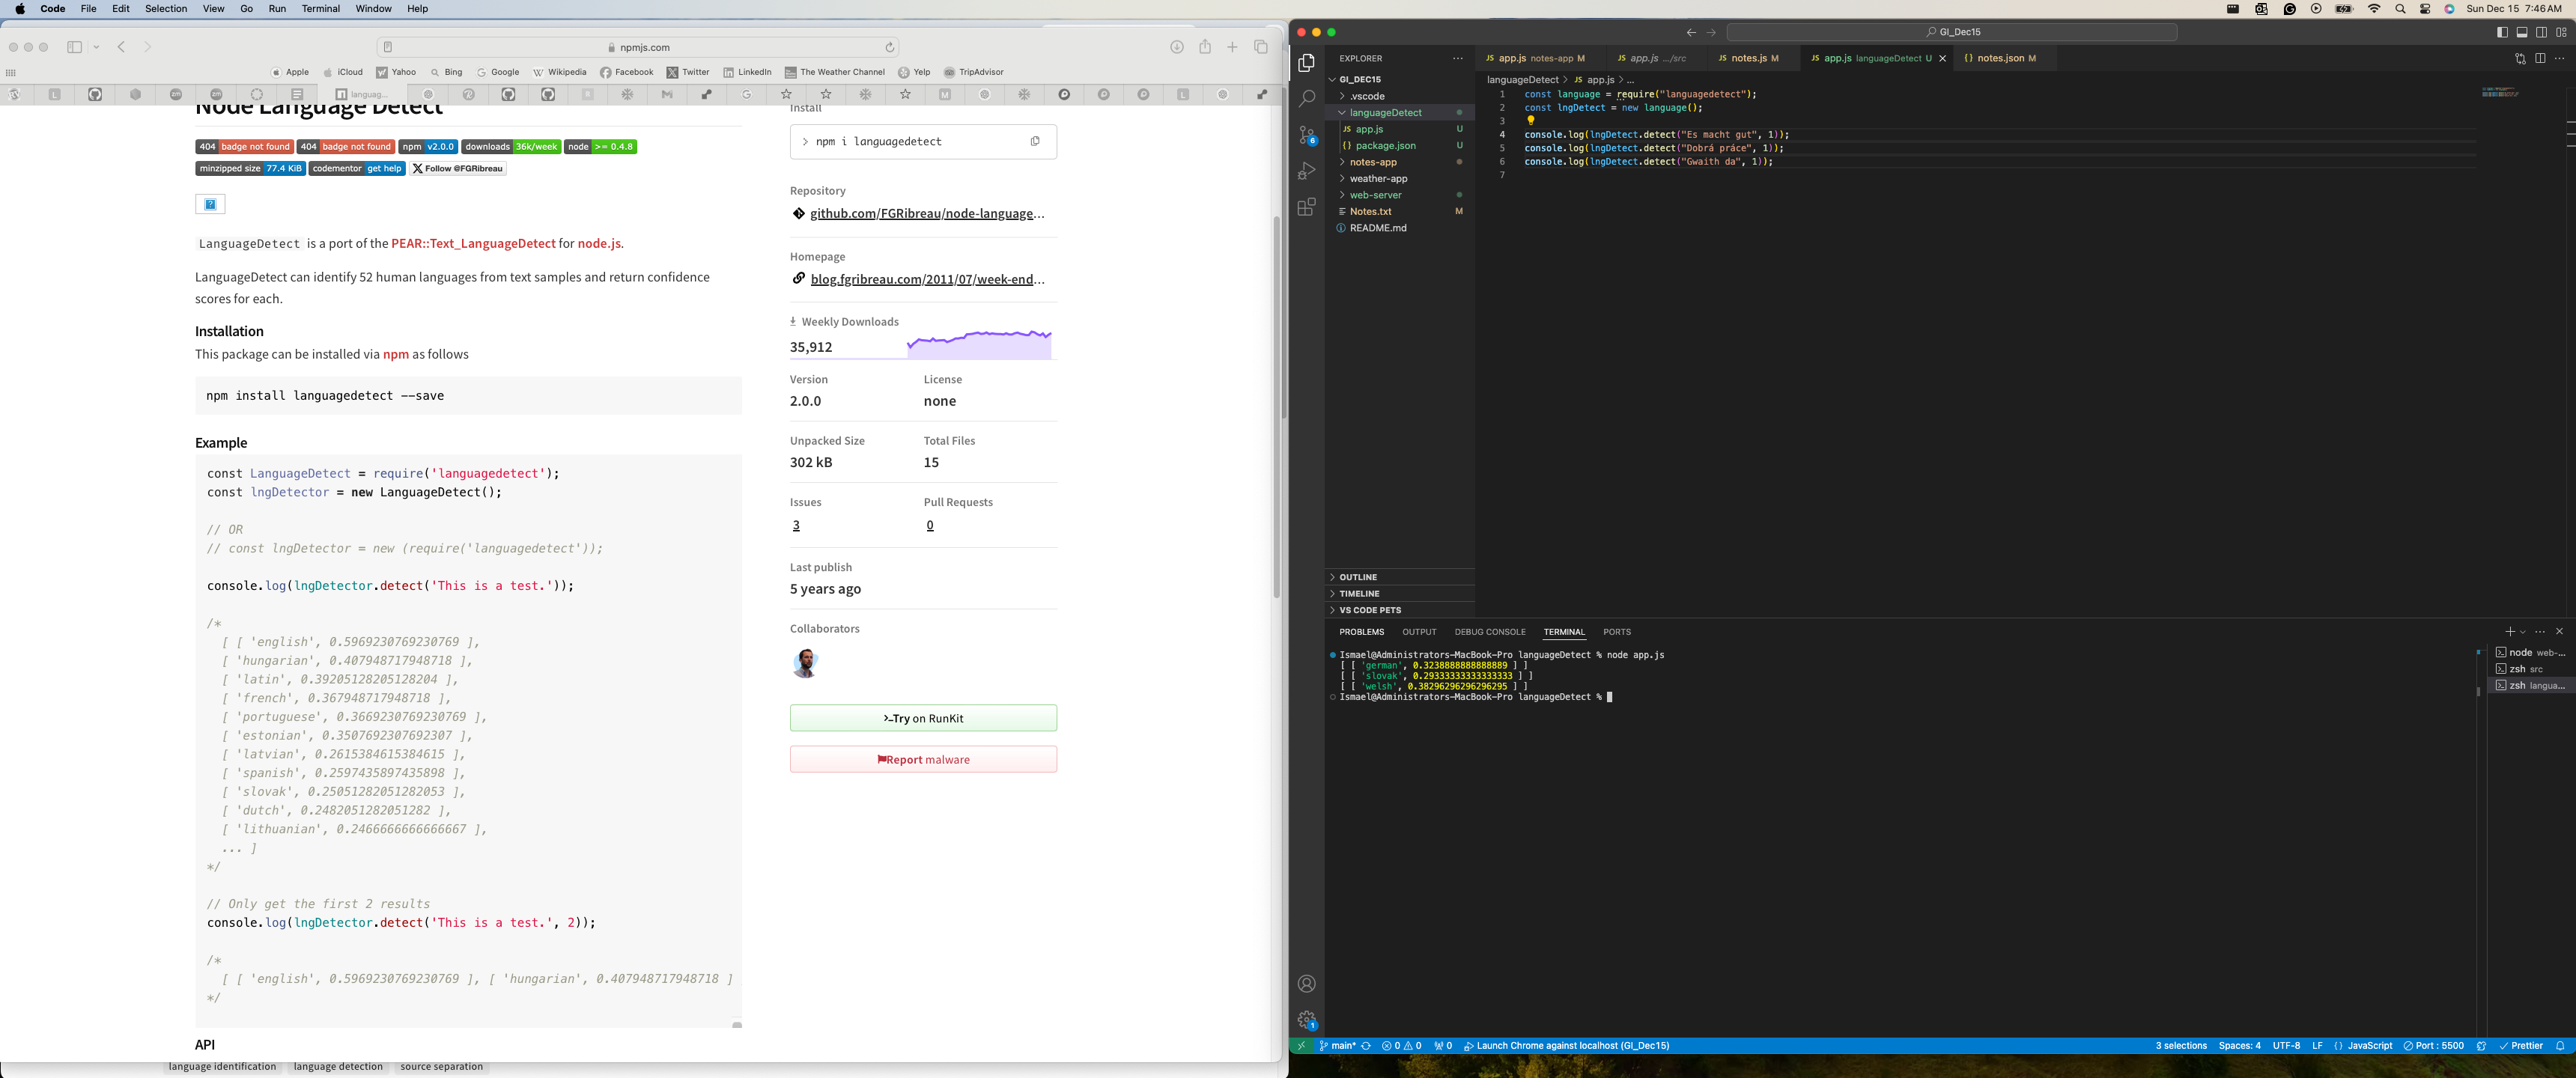 Code File Edit Selection View Go Run Terminal Window Help
Sun Dec 15 7:46 AM
npmjs.com
Apple iCloud Yahoo Bing Google Wikipedia Facebook Twitter LinkedIn The Weather Channel Yelp TripAdvisor
languag...
Node Language Detect
404 badge not found 404 badge not found npm v2.0.0 downloads 36k/week node >= 0.4.8
minzipped size 77.4 KiB codementor get help Follow @FGRibreau
LanguageDetect is a port of the PEAR::Text_LanguageDetect for node.js.
LanguageDetect can identify 52 human languages from text samples and return confidence
scores for each.
Installation
This package can be installed via npm as follows
npm install languagedetect --save
Example
const LanguageDetect = require('languagedetect');
const lngDetector = new LanguageDetect();
// OR
// const lngDetector = new (require('languagedetect'));
console.log(lngDetector.detect('This is a test.'));
/*
[ [ 'english', 0.5969230769230769 ],
[ 'hungarian', 0.407948717948718 ],
[ 'latin', 0.39205128205128204 ],
[ 'french', 0.367948717948718 ],
[ 'portuguese', 0.3669230769230769 ],
[ 'estonian', 0.3507692307692307 ],
[ 'latvian', 0.2615384615384615 ],
[ 'spanish', 0.2597435897435898 ],
[ 'slovak', 0.25051282051282053 ],
[ 'dutch', 0.2482051282051282 ],
[ 'lithuanian', 0.2466666666666667 ],
... ]
*/
// Only get the first 2 results
console.log(lngDetector.detect('This is a test.', 2));
/*
[ [ 'english', 0.5969230769230769 ], [ 'hungarian', 0.407948717948718 ]
*/
API
language identification language detection source separation
Install
> npm i languagedetect
Repository
github.com/FGRibreau/node-language...
Homepage
blog.fgribreau.com/2011/07/week-end...
Weekly Downloads
35,912
Version License
2.0.0 none
Unpacked Size Total Files
302 kB 15
Issues Pull Requests
3 0
Last publish
5 years ago
Collaborators
Try on RunKit
Report malware
GI_Dec15
EXPLORER
GI_DEC15
.vscode
languageDetect
JS app.js U
{} package.json U
notes-app
weather-app
web-server
Notes.txt M
README.md
OUTLINE
TIMELINE
VS CODE PETS
JS app.js notes-app M JS app.js .../src JS notes.js M JS app.js languageDetect U {} notes.json M
languageDetect > JS app.js > ...
1 const language = require("languagedetect");
2 const lngDetect = new language();
3
4 console.log(lngDetect.detect("Es macht gut", 1));
5 console.log(lngDetect.detect("Dobrá práce", 1));
6 console.log(lngDetect.detect("Gwaith da", 1));
7
PROBLEMS OUTPUT DEBUG CONSOLE TERMINAL PORTS
Ismael@Administrators-MacBook-Pro languageDetect % node app.js
[ [ 'german', 0.3238888888888889 ] ]
[ [ 'slovak', 0.29333333333333333 ] ]
[ [ 'welsh', 0.38296296296296295 ] ]
Ismael@Administrators-MacBook-Pro languageDetect %
node web-...
zsh src
zsh langua...
6
1
main* 0 0 0 Launch Chrome against localhost (GI_Dec15)
3 selections Spaces: 4 UTF-8 LF {} JavaScript Port : 5500 Prettier